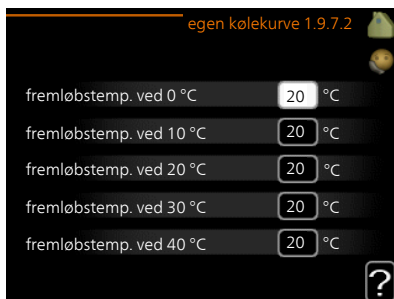 egen kølekurve 1.9.7.2
fremløbstemp. ved 0 °C 20 °C
fremløbstemp. ved 10 °C 20 °C
fremløbstemp. ved 20 °C 20 °C
fremløbstemp. ved 30 °C 20 °C
fremløbstemp. ved 40 °C 20 °C
?